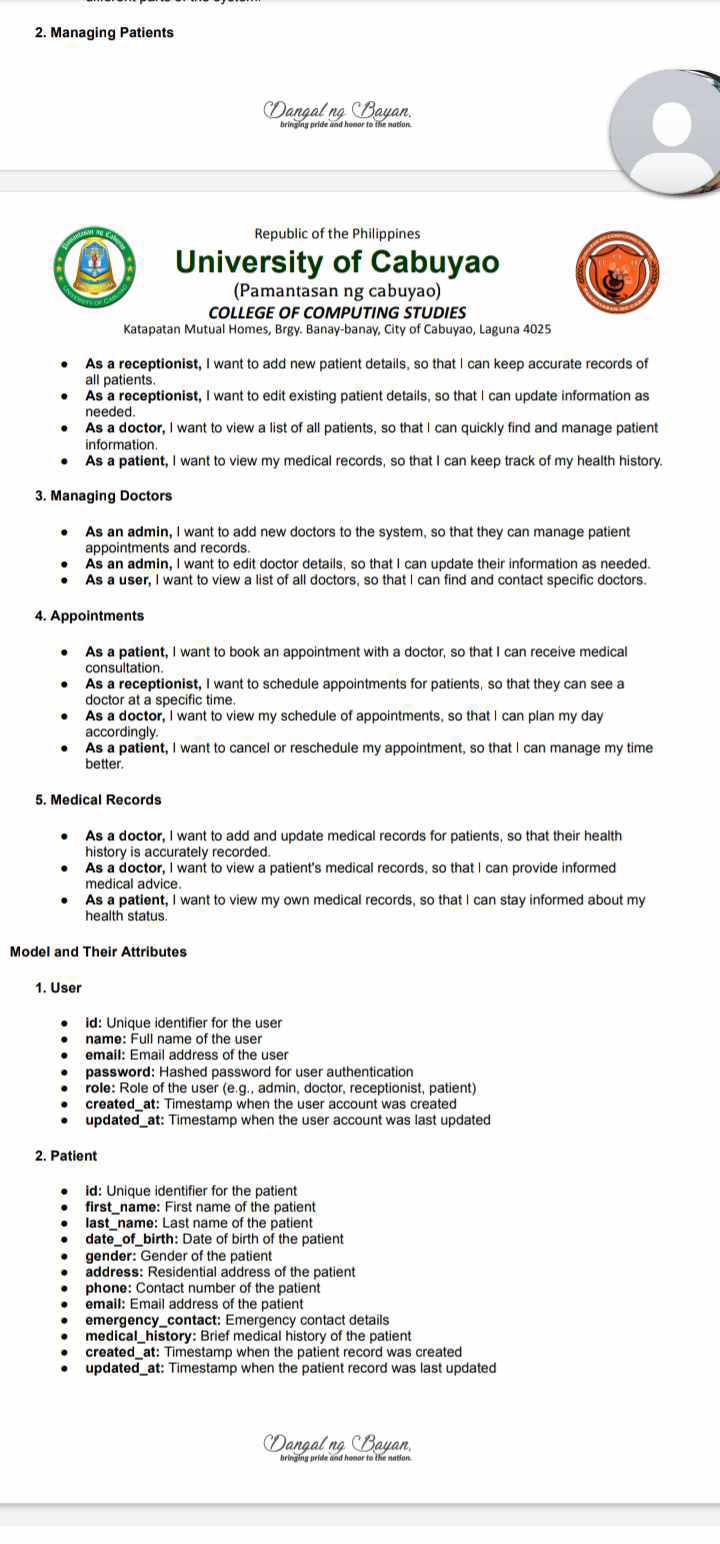 2. Managing Patients
Dangal ng Bayan,
bringing pride and honor to the nation.
Republic of the Philippines
University of Cabuyao
(Pamantasan ng cabuyao)
COLLEGE OF COMPUTING STUDIES
Katapatan Mutual Homes, Brgy. Banay-banay, City of Cabuyao, Laguna 4025
● As a receptionist, I want to add new patient details, so that I can keep accurate records of
all patients.
● As a receptionist, I want to edit existing patient details, so that I can update information as
needed.
● As a doctor, I want to view a list of all patients, so that I can quickly find and manage patient
information.
● As a patient, I want to view my medical records, so that I can keep track of my health history.
3. Managing Doctors
● As an admin, I want to add new doctors to the system, so that they can manage patient
appointments and records.
● As an admin, I want to edit doctor details, so that I can update their information as needed.
● As a user, I want to view a list of all doctors, so that I can find and contact specific doctors.
4. Appointments
● As a patient, I want to book an appointment with a doctor, so that I can receive medical
consultation.
● As a receptionist, I want to schedule appointments for patients, so that they can see a
doctor at a specific time.
● As a doctor, I want to view my schedule of appointments, so that I can plan my day
accordingly.
● As a patient, I want to cancel or reschedule my appointment, so that I can manage my time
better.
5. Medical Records
● As a doctor, I want to add and update medical records for patients, so that their health
history is accurately recorded.
● As a doctor, I want to view a patient's medical records, so that I can provide informed
medical advice.
● As a patient, I want to view my own medical records, so that I can stay informed about my
health status.
Model and Their Attributes
1. User
● id: Unique identifier for the user
● name: Full name of the user
● email: Email address of the user
● password: Hashed password for user authentication
● role: Role of the user (e.g., admin, doctor, receptionist, patient)
● created_at: Timestamp when the user account was created
● updated_at: Timestamp when the user account was last updated
2. Patient
● id: Unique identifier for the patient
● first_name: First name of the patient
● last_name: Last name of the patient
● date_of_birth: Date of birth of the patient
● gender: Gender of the patient
● address: Residential address of the patient
● phone: Contact number of the patient
● email: Email address of the patient
● emergency_contact: Emergency contact details
● medical_history: Brief medical history of the patient
● created_at: Timestamp when the patient record was created
● updated_at: Timestamp when the patient record was last updated
Dangal ng Bayan,
bringing pride and honor to the nation.